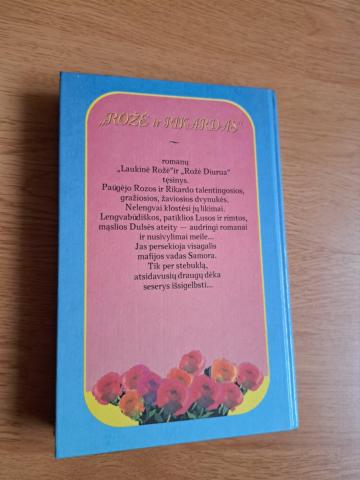 „ROŽĖ ir RIKARDAS"
~
romanų
„Laukinė Rožė" ir „Rožė Diurua"
tęsinys.
Paūgėjo Rozos ir Rikardo talentingosios,
gražiosios, žaviosios dvynukės.
Nelengvai klostėsi jų likimai.
Lengvabūdiškos, patiklios Lusos ir rimtos,
mąslios Dulsės ateity — audringi romanai
ir nusivylimai meile...
Jas persekioja visagalis
mafijos vadas Samora.
Tik per stebuklą,
atsidavusių draugų dėka
seserys išsigelbsti...